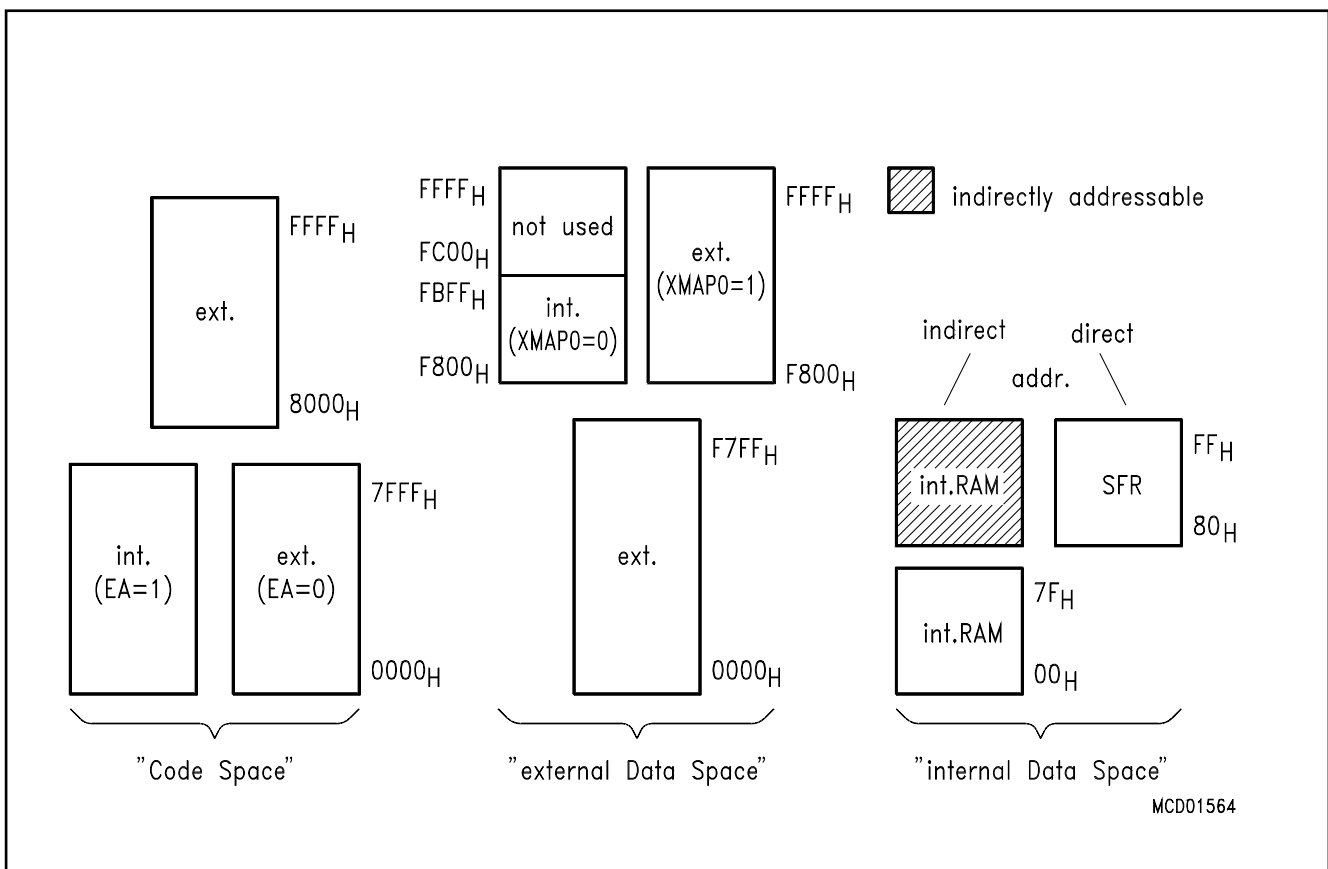 FFFFH
ext.
8000H
int.
(EA=1)
ext.
(EA=0)
7FFFH
0000H
"Code Space"
FFFFH
not used
FC00H
FBFFH
int.
(XMAP0=0)
F800H
ext.
(XMAP0=1)
FFFFH
F800H
F7FFH
ext.
0000H
"external Data Space"
indirectly addressable
indirect
direct
addr.
int.RAM
SFR
FFH
80H
int.RAM
7FH
00H
"internal Data Space"
MCD01564